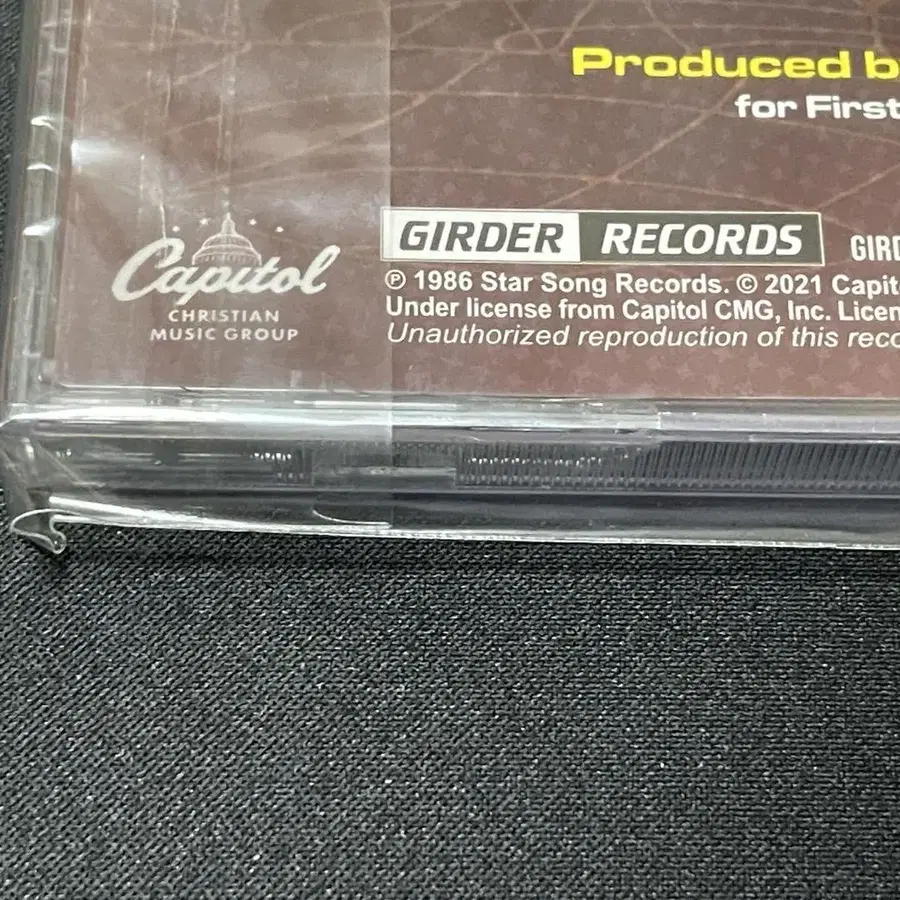 Produced b
for First
Capitol
CHRISTIAN
MUSIC GROUP
GIRDER RECORDS GIRD
℗ 1986 Star Song Records. © 2021 Capit
Under license from Capitol CMG, Inc. Licen
Unauthorized reproduction of this reco